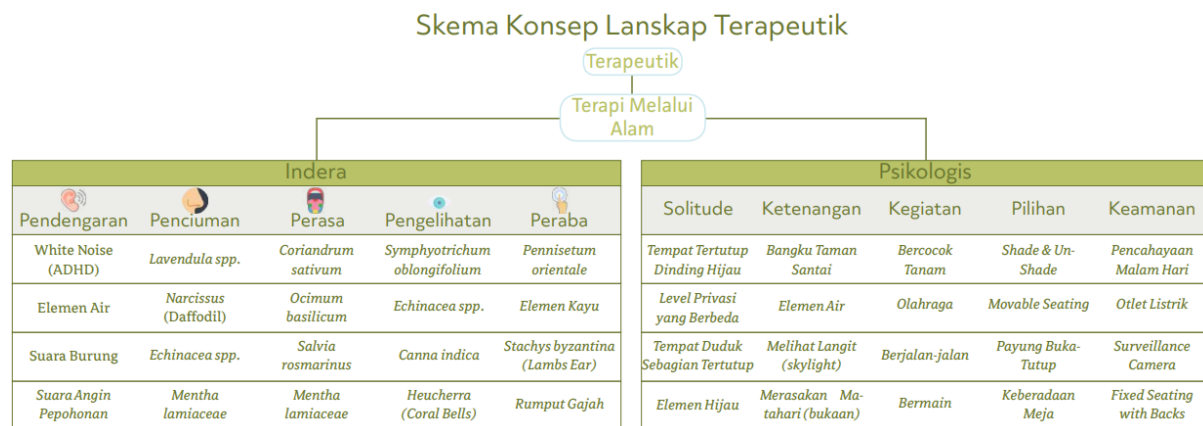 Skema Konsep Lanskap Terapeutik
Terapeutik
Terapi Melalui
Alam
Indera
Pendengaran Penciuman Perasa Pengelihatan Peraba
White Noise
(ADHD)
Lavendula spp.
Coriandrum
sativum
Symphyotrichum
oblongifolium
Pennisetum
orientale
Elemen Air
Narcissus
(Daffodil)
Ocimum
basilicum
Echinacea spp.
Elemen Kayu
Suara Burung
Echinacea spp.
Salvia
rosmarinus
Canna indica
Stachys byzantina
(Lambs Ear)
Suara Angin
Pepohonan
Mentha
lamiaceae
Mentha
lamiaceae
Heucherra
(Coral Bells)
Rumput Gajah
Psikologis
Solitude Ketenangan Kegiatan Pilihan Keamanan
Tempat Tertutup
Dinding Hijau
Bangku Taman
Santai
Bercocok
Tanam
Shade & Un-
Shade
Pencahayaan
Malam Hari
Level Privasi
yang Berbeda
Elemen Air
Olahraga
Movable Seating
Otlet Listrik
Tempat Duduk
Sebagian Tertutup
Melihat Langit
(skylight)
Berjalan-jalan
Payung Buka-
Tutup
Surveillance
Camera
Elemen Hijau
Merasakan Ma-
tahari (bukaan)
Bermain
Keberadaan
Meja
Fixed Seating
with Backs